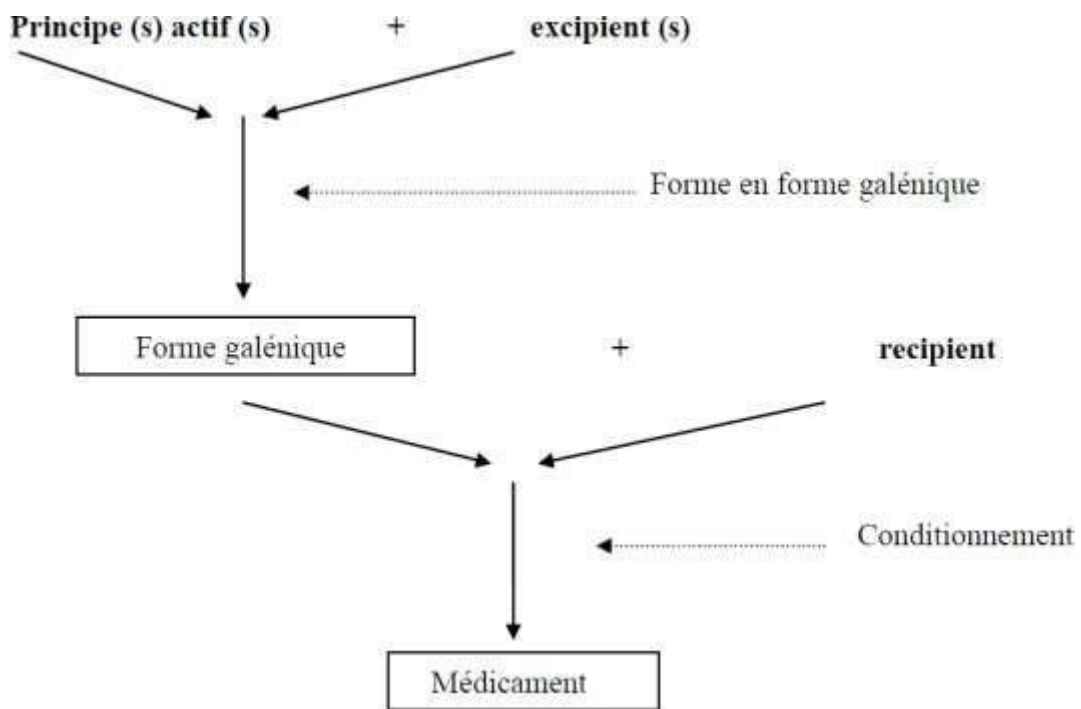 Principe (s) actif (s) + excipient (s)
Forme en forme galénique
Forme galénique + recipient
Conditionnement
Médicament